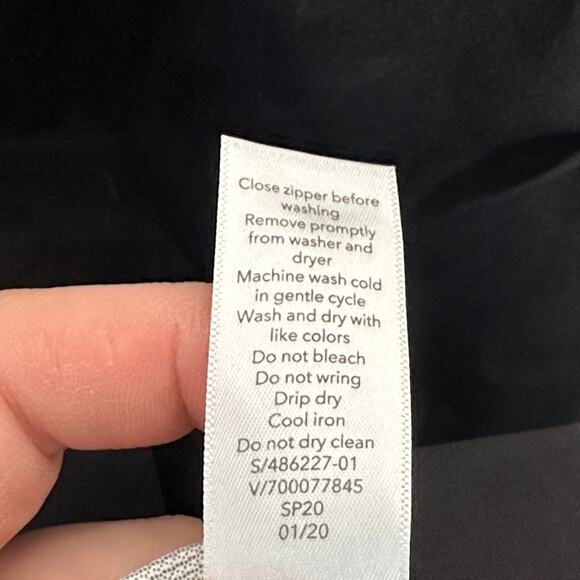 Close zipper before
washing
Remove promptly
from washer and
dryer
Machine wash cold
in gentle cycle
Wash and dry with
like colors
Do not bleach
Do not wring
Drip dry
Cool iron
Do not dry clean
S/486227-01
V/700077845
SP20
01/20